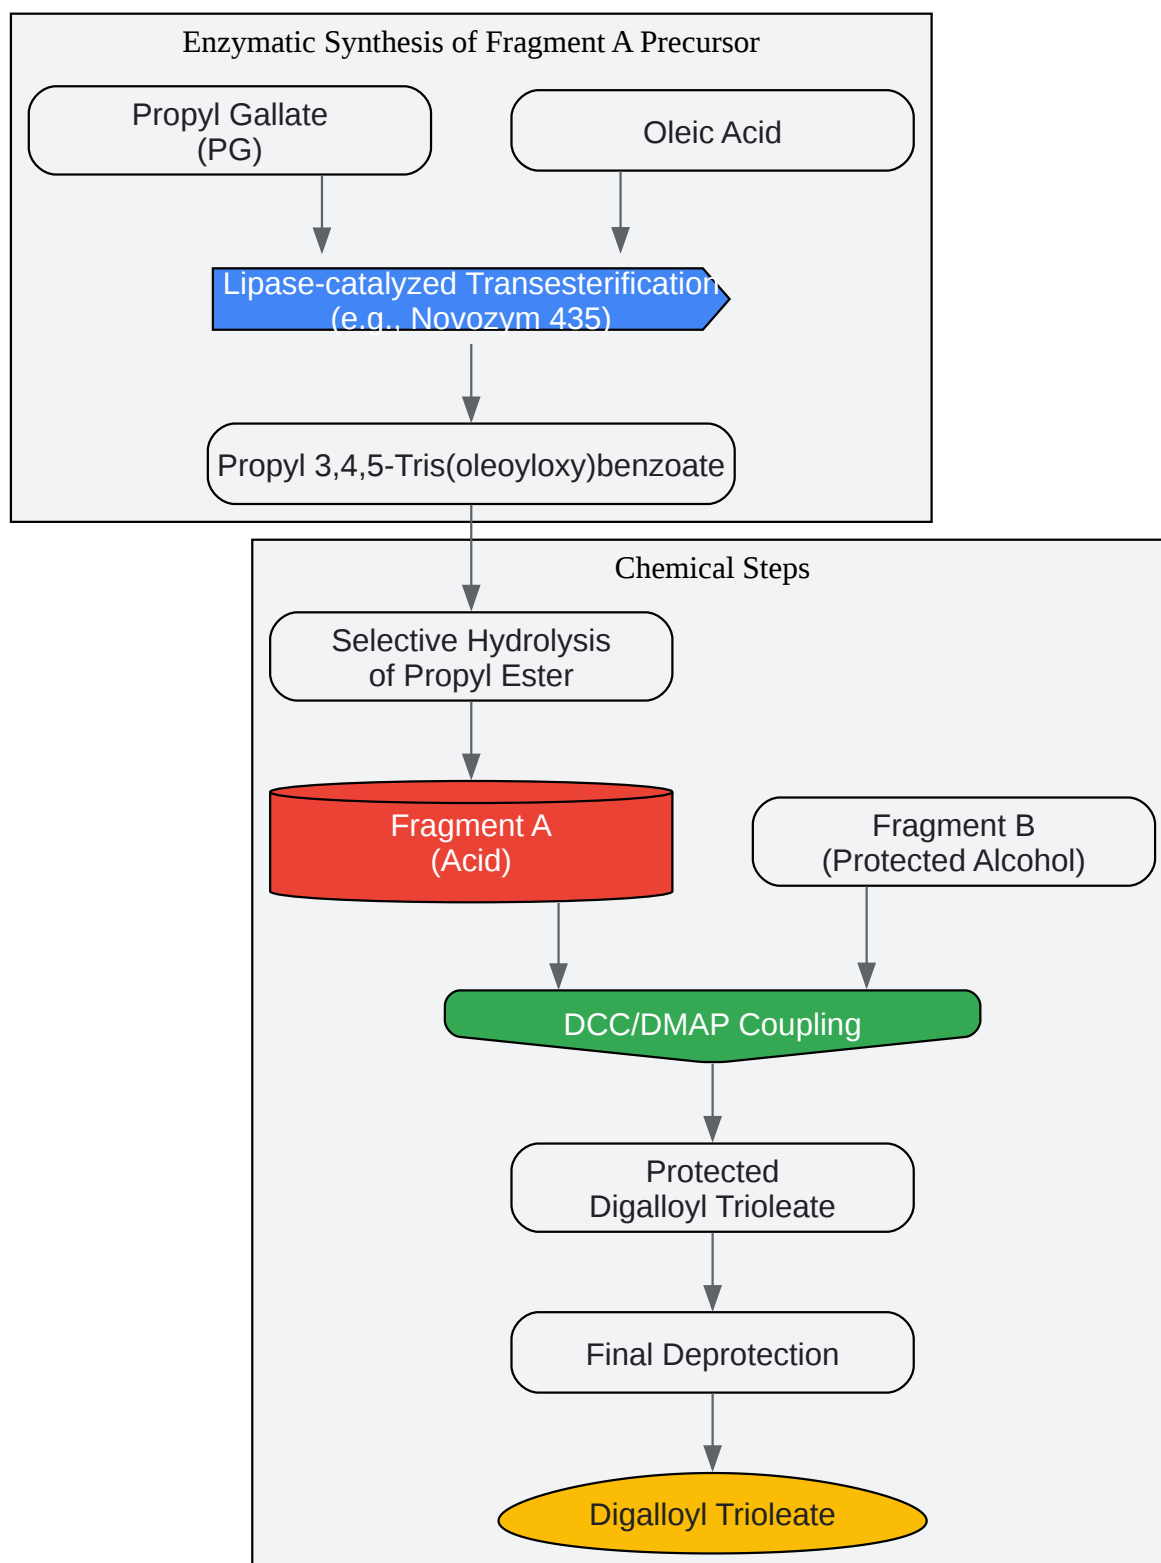 Enzymatic Synthesis of Fragment A Precursor
Propyl Gallate
(PG)
Oleic Acid
Lipase-catalyzed Transesterification
(e.g., Novozym 435)
Propyl 3,4,5-Tris(oleoyloxy)benzoate
Chemical Steps
Selective Hydrolysis
of Propyl Ester
Fragment A
(Acid)
Fragment B
(Protected Alcohol)
DCC/DMAP Coupling
Protected
Digalloyl Trioleate
Final Deprotection
Digalloyl Trioleate